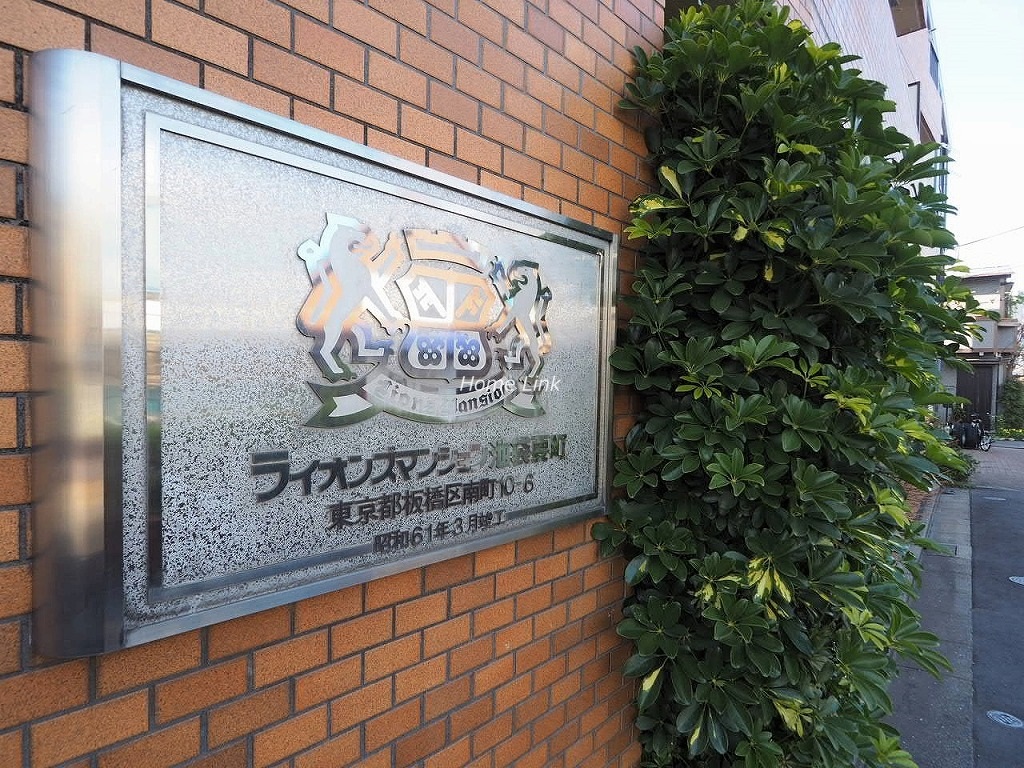 Lions Mansion
Home Link
ライオンズマンション池袋要町
東京都板橋区南町10-6
昭和61年3月竣工